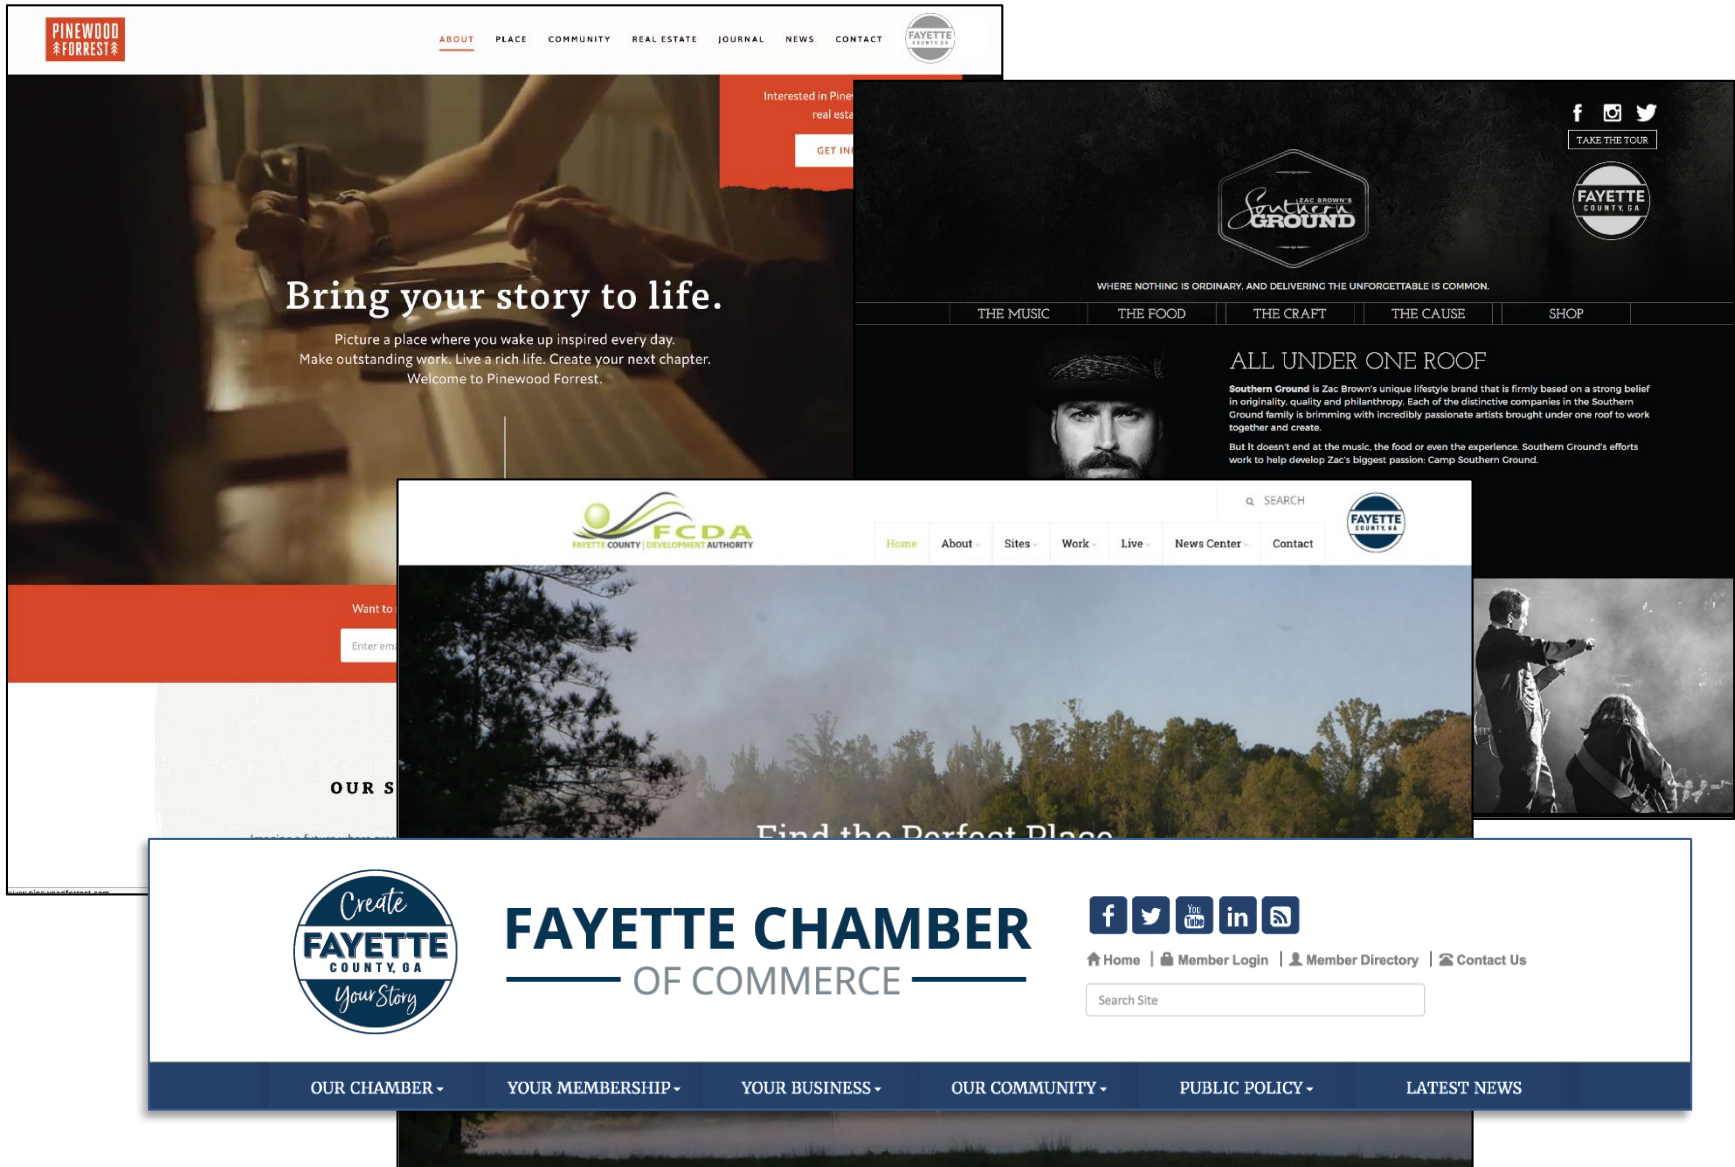 PINEWOOD
FORREST
ABOUT PLACE COMMUNITY REAL ESTATE JOURNAL NEWS CONTACT
FAYETTE
COUNTY, GA
Interested in
real
GET
Bring your story to life.
Picture a place where you wake up inspired every day.
Make outstanding work. Live a rich life. Create your next chapter.
Welcome to Pinewood Forrest.
Want to
Enter
OUR
TAKE THE TOUR
FAYETTE
COUNTY, GA
ZAC BROWN'S
Southern
GROUND
WHERE NOTHING IS ORDINARY, AND DELIVERING THE UNFORGETTABLE IS COMMON.
THE MUSIC THE FOOD THE CRAFT THE CAUSE SHOP
ALL UNDER ONE ROOF
Southern Ground is Zac Brown's unique lifestyle brand that is firmly based on a strong belief
in originality, quality and philanthropy. Each of the distinctive companies in the Southern
Ground family is brimming with incredibly passionate artists brought under one roof to work
together and create.
But it doesn't end at the music, the food or even the experience. Southern Ground's efforts
work to help develop Zac's biggest passion: Camp Southern Ground.
FCDA
FAYETTE COUNTY | DEVELOPMENT AUTHORITY
SEARCH
Home About Sites Work Live News Center Contact
FAYETTE
COUNTY, GA
Find the Perfect Place
Create
FAYETTE
COUNTY, GA
Your Story
FAYETTE CHAMBER
OF COMMERCE
You
Tube
in
Home | Member Login | Member Directory | Contact Us
Search Site
OUR CHAMBER YOUR MEMBERSHIP YOUR BUSINESS OUR COMMUNITY PUBLIC POLICY LATEST NEWS